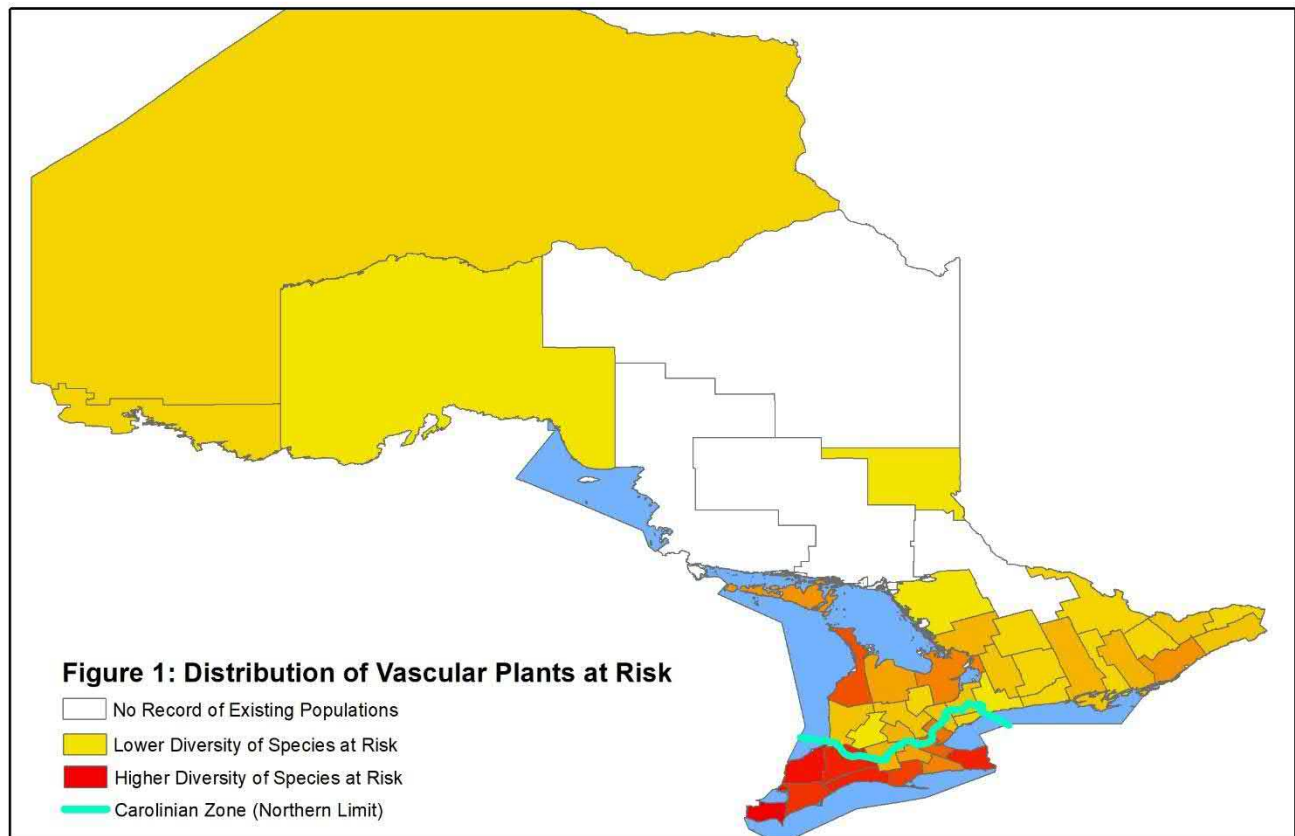 Figure 1: Distribution of Vascular Plants at Risk
No Record of Existing Populations
Lower Diversity of Species at Risk
Higher Diversity of Species at Risk
Carolinian Zone (Northern Limit)